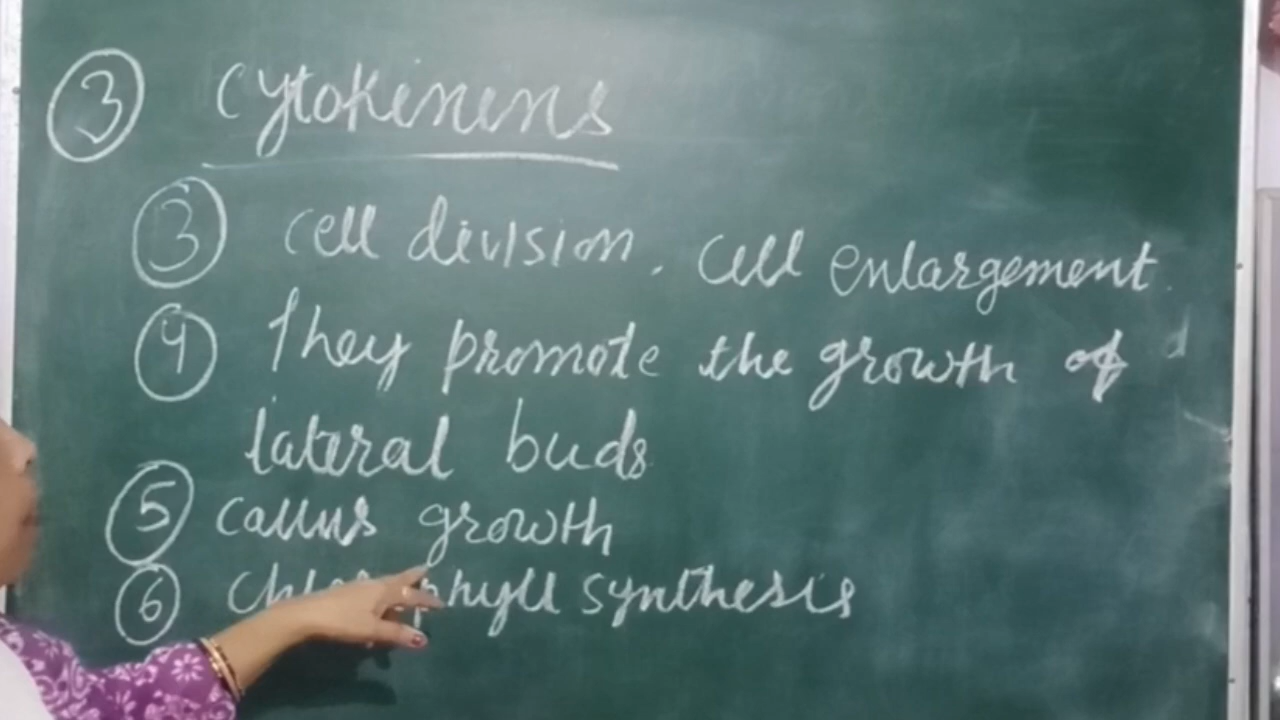 ③ Cytokinens
③ cell division. Cell enlargement.
④ They promote the growth of
lateral buds
⑤ Callus growth
⑥ synthesis